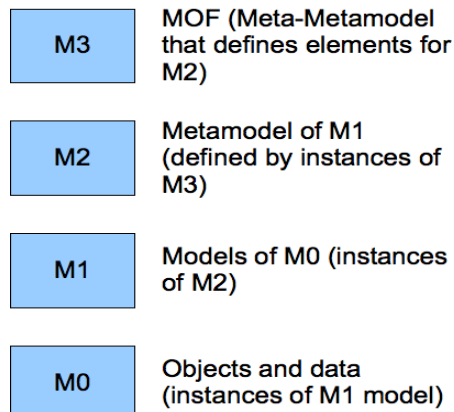 M3
MOF (Meta-Metamodel
that defines elements for
M2)
M2
Metamodel of M1
(defined by instances of
M3)
M1
Models of M0 (instances
of M2)
M0
Objects and data
(instances of M1 model)